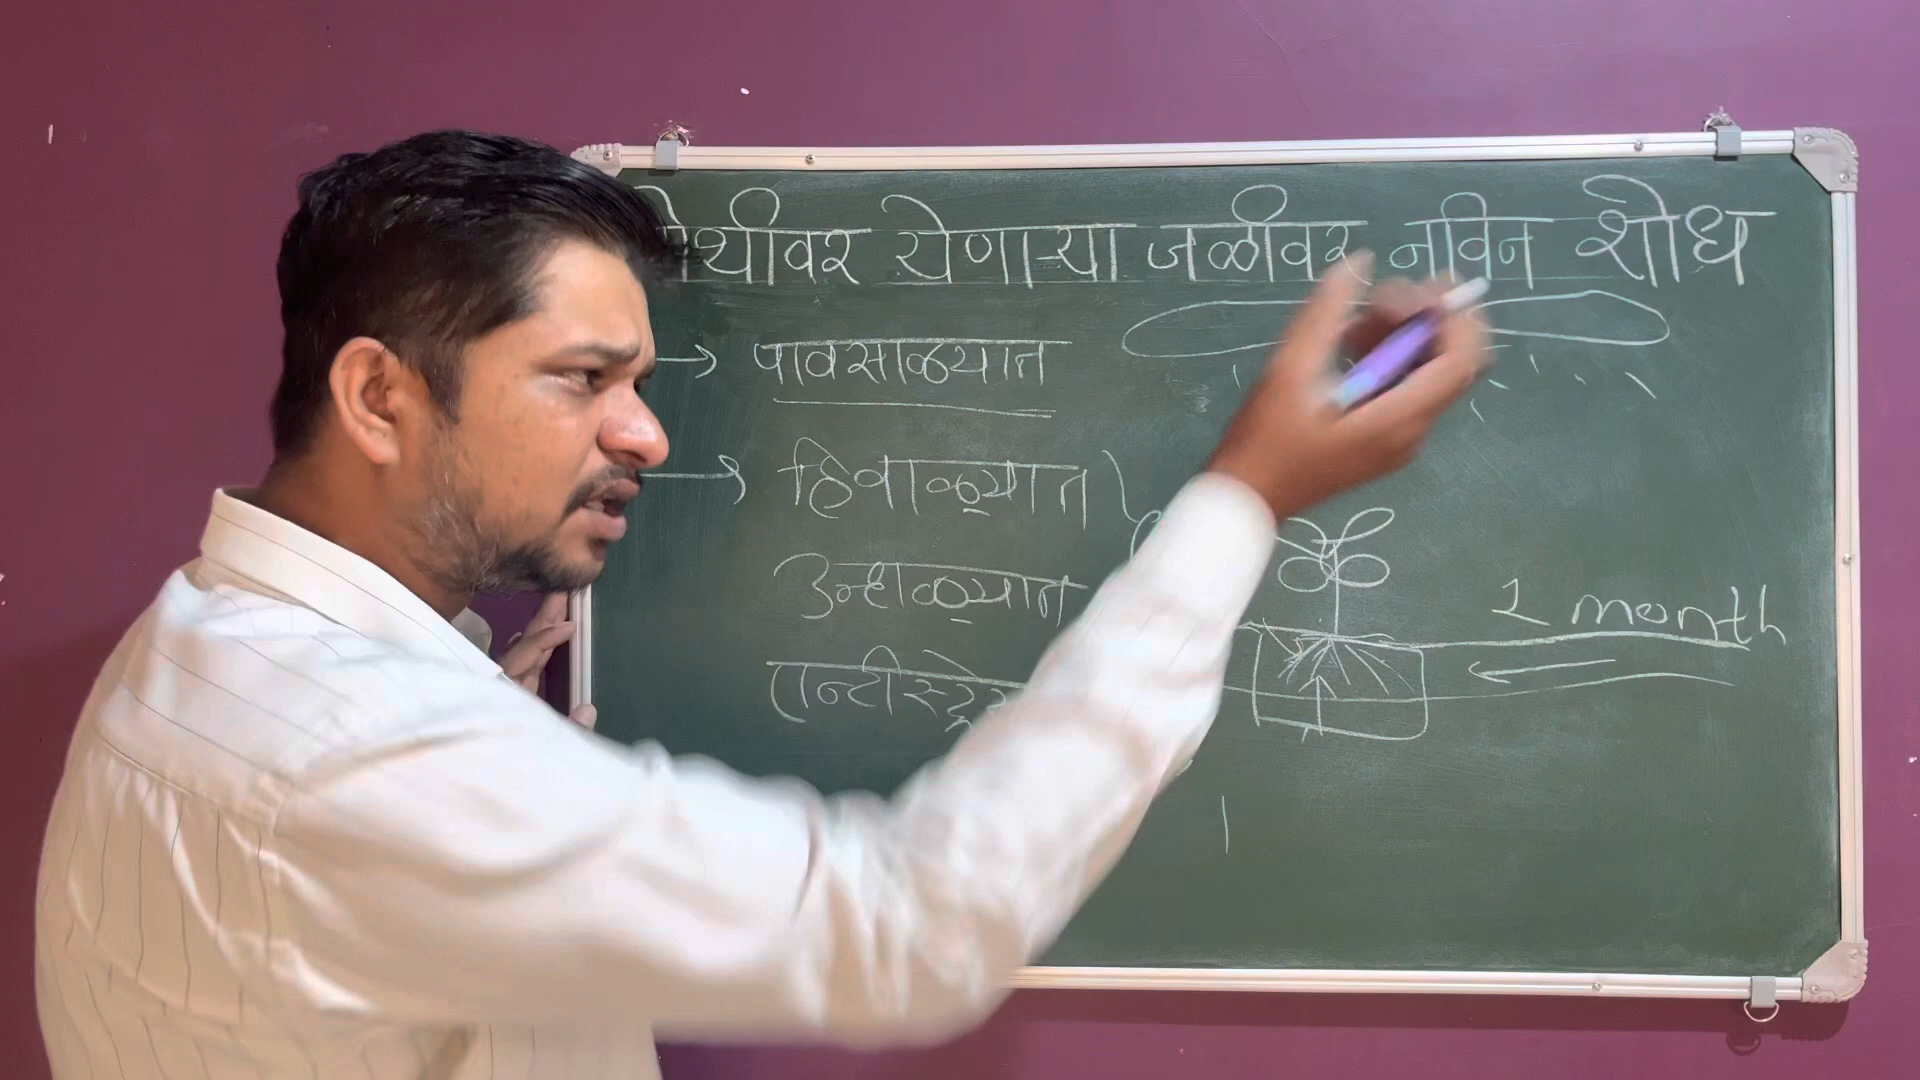 मेथीवर येणाऱ्या जळीवर नविन शोध
पावसाळ्यात
हिवाळ्यात
उन्हाळ्यात
1 month